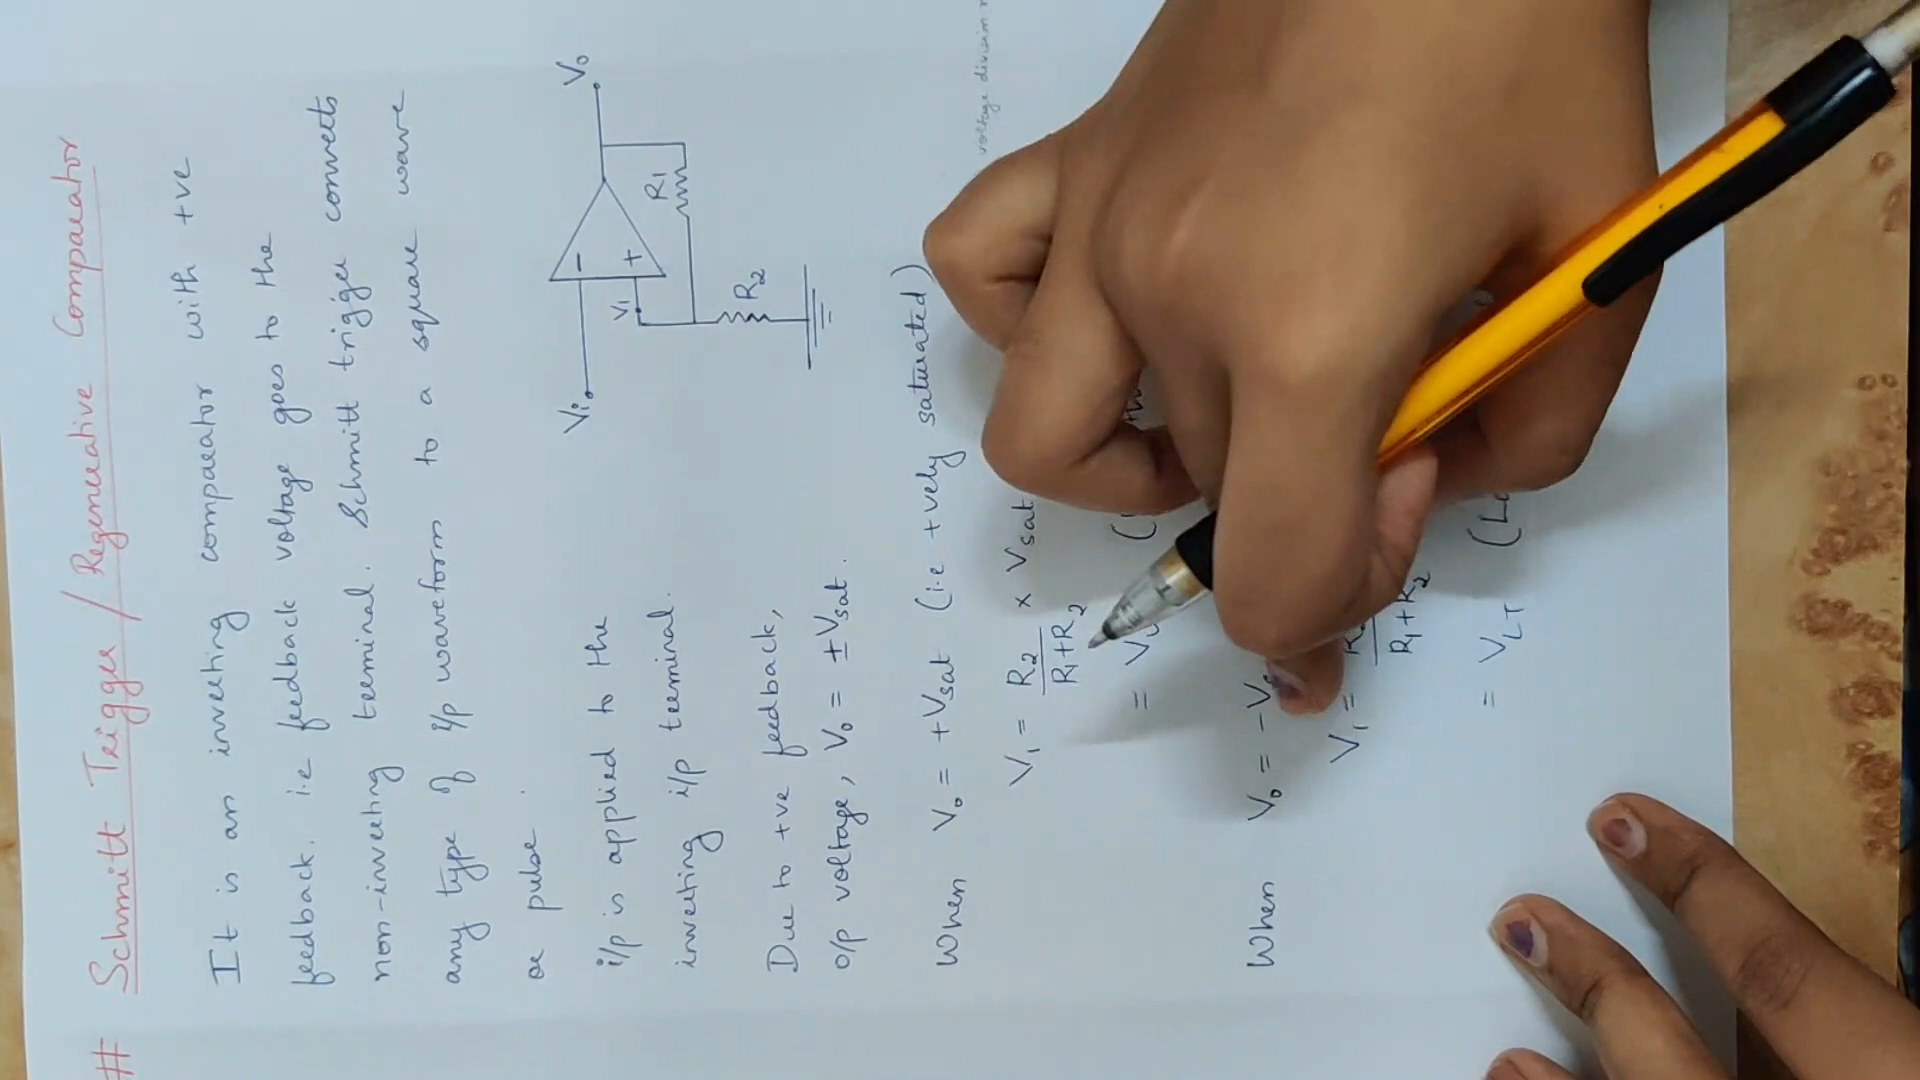 # Schmitt Trigger / Regenerative Comparator
It is an inverting comparator with +ve
feedback. i.e feedback voltage goes to the
non-inverting terminal. Schmitt trigger converts
any type of i/p waveform to a square wave
or pulse.
i/p is applied to the
inverting i/p terminal.
Due to +ve feedback,
o/p voltage, V₀ = ±Vsat.
Vi
V₁
-
+
V₀
R₁
R₂
When V₀ = +Vsat (i.e +vely saturated)
voltage division
V₁ = R₂/(R₁+R₂) × Vsat
= V
When V₀ = -V
V₁ = R / R₁+R₂
= V_LT (L